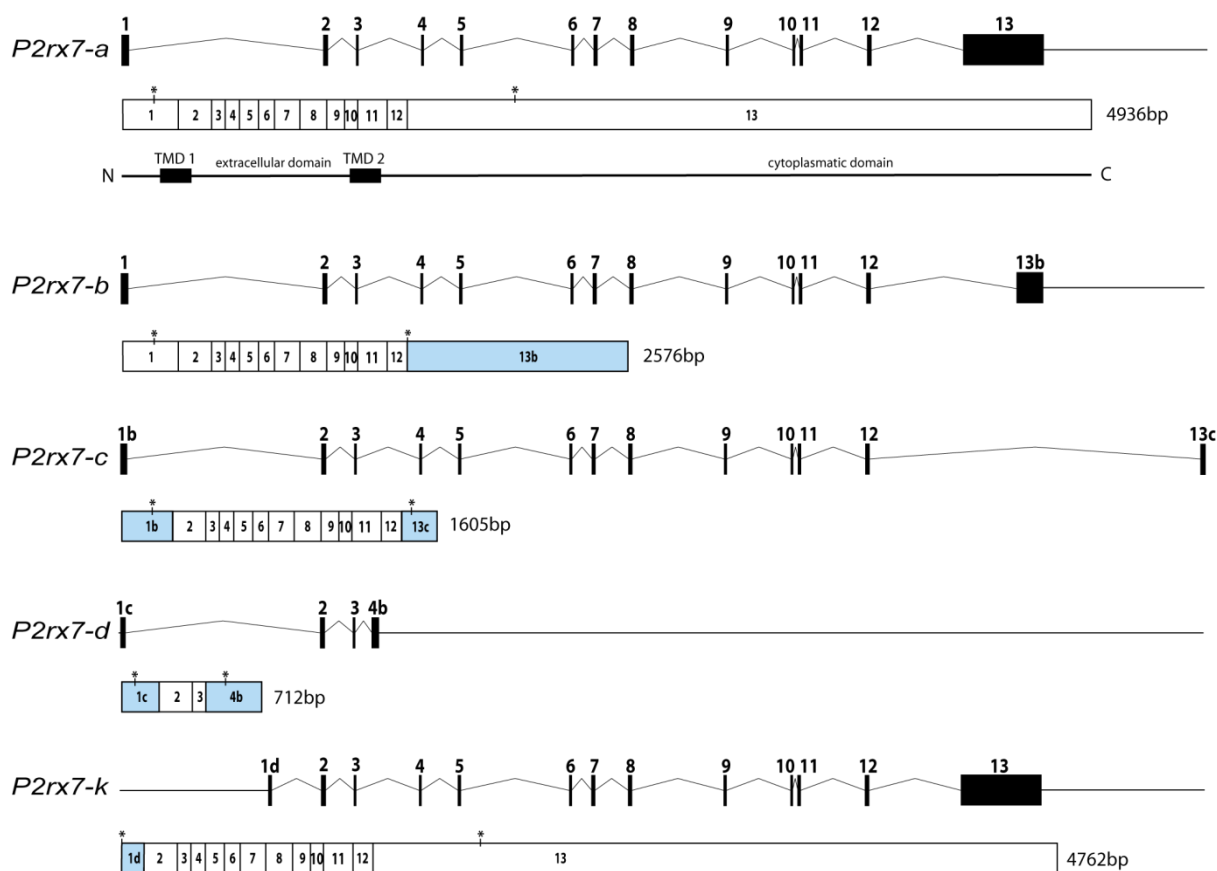 1 2 3 4 5 6 7 8 9 10 11 12 13
P2rx7-a
* *
1 2 3 4 5 6 7 8 9 10 11 12 13 4936bp
TMD 1 extracellular domain TMD 2 cytoplasmatic domain
N C
1 2 3 4 5 6 7 8 9 10 11 12 13b
P2rx7-b
* *
1 2 3 4 5 6 7 8 9 10 11 12 13b 2576bp
1b 2 3 4 5 6 7 8 9 10 11 12 13c
P2rx7-c
* *
1b 2 3 4 5 6 7 8 9 10 11 12 13c 1605bp
1c 2 3 4b
P2rx7-d
* *
1c 2 3 4b 712bp
1d 2 3 4 5 6 7 8 9 10 11 12 13
P2rx7-k
* *
1d 2 3 4 5 6 7 8 9 10 11 12 13 4762bp